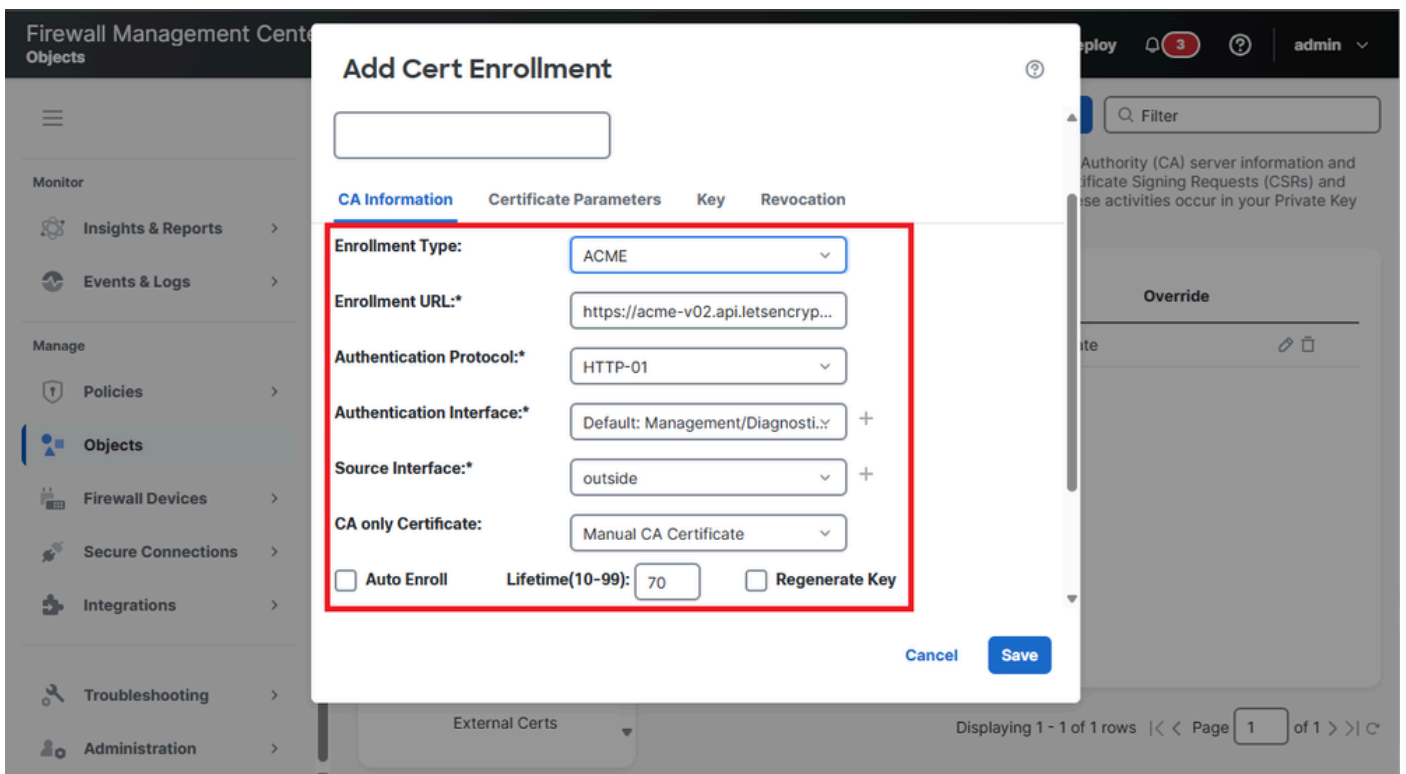 Firewall Management Cente
Objects
eploy
3
admin
Monitor
Insights & Reports
Events & Logs
Manage
Policies
Objects
Firewall Devices
Secure Connections
Integrations
Troubleshooting
Administration
Add Cert Enrollment
CA Information Certificate Parameters Key Revocation
Enrollment Type: ACME
Enrollment URL:* https://acme-v02.api.letsencryp...
Authentication Protocol:* HTTP-01
Authentication Interface:* Default: Management/Diagnosti...
Source Interface:* outside
CA only Certificate: Manual CA Certificate
Auto Enroll Lifetime(10-99): 70 Regenerate Key
Cancel Save
Filter
Authority (CA) server information and
tificate Signing Requests (CSRs) and
ese activities occur in your Private Key
Override
ate
External Certs
Displaying 1 - 1 of 1 rows |< < Page 1 of 1 > >|